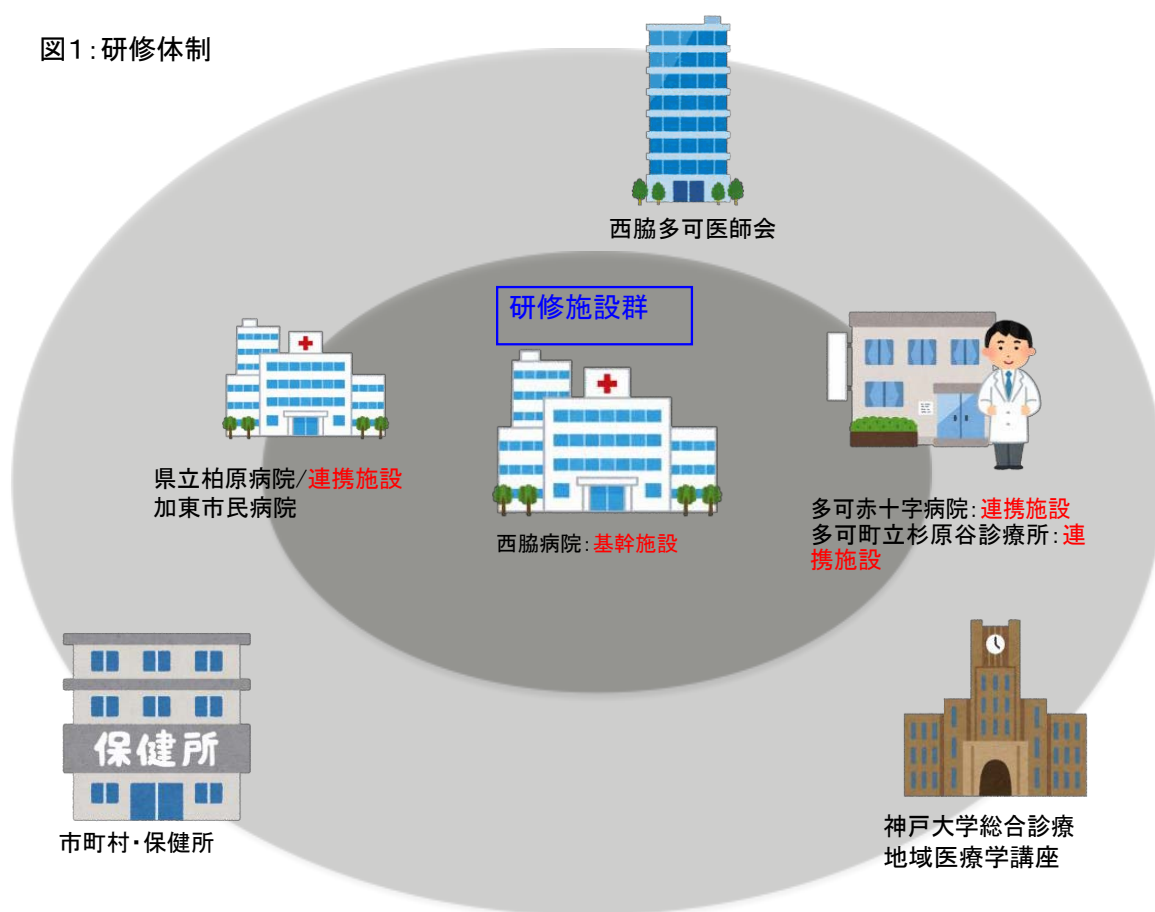 図1:研修体制
西脇多可医師会
研修施設群
県立柏原病院/連携施設
加東市民病院
西脇病院:基幹施設
多可赤十字病院:連携施設
多可町立杉原谷診療所:連
携施設
保健所
市町村・保健所
神戸大学総合診療
地域医療学講座